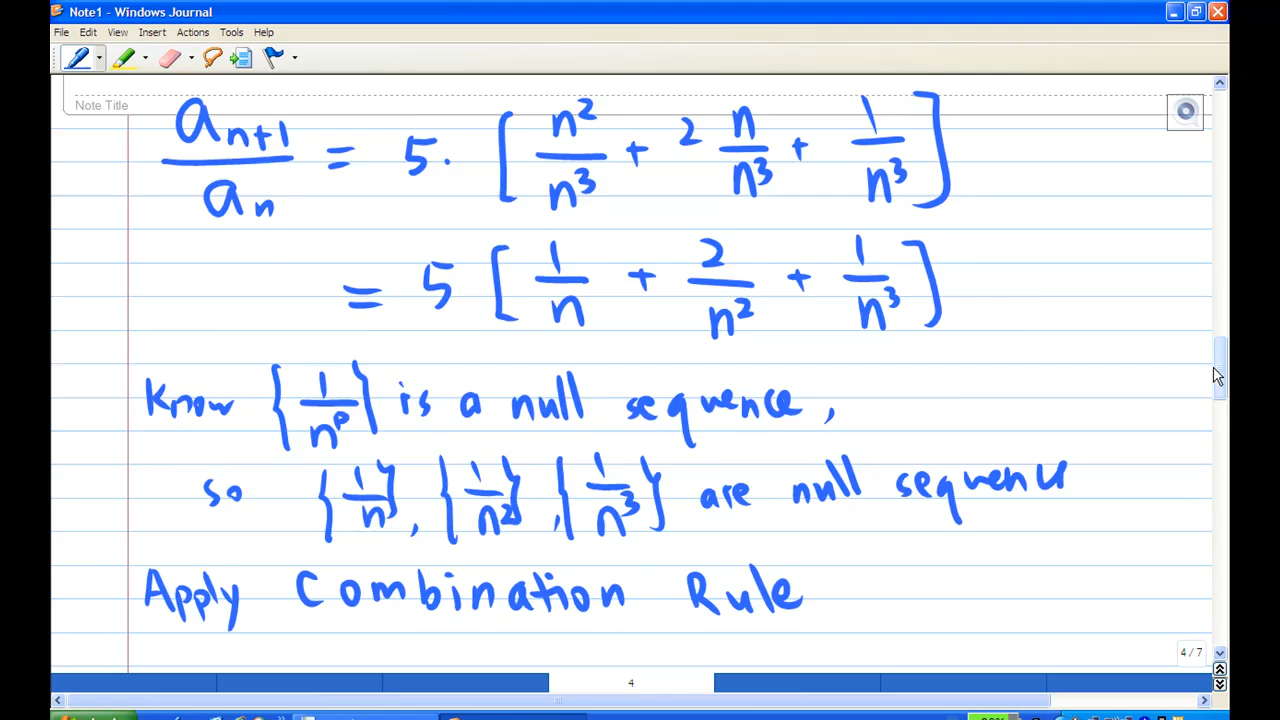 Note1 - Windows Journal
File Edit View Insert Actions Tools Help
Note Title
a_{n+1}/a_n = 5 · [ n²/n³ + 2 n/n³ + 1/n³ ]
= 5 [ 1/n + 2/n² + 1/n³ ]
Know { 1/n^p } is a null sequence,
so { 1/n }, { 1/n² }, { 1/n³ } are null sequence
Apply Combination Rule
4 / 7
4